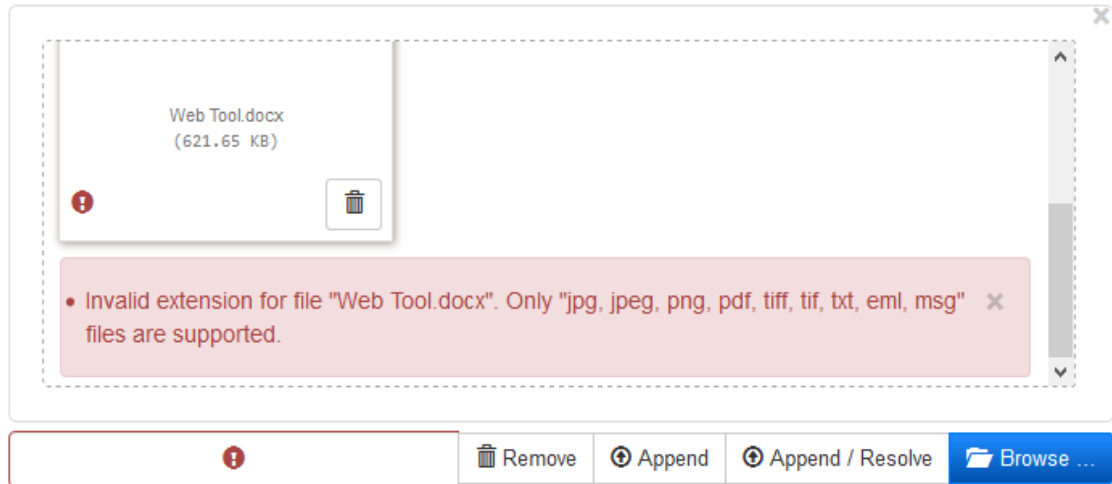 Web Tool.docx
(621.65 KB)
• Invalid extension for file "Web Tool.docx". Only "jpg, jpeg, png, pdf, tiff, tif, txt, eml, msg"
files are supported.
Remove Append Append / Resolve Browse ...